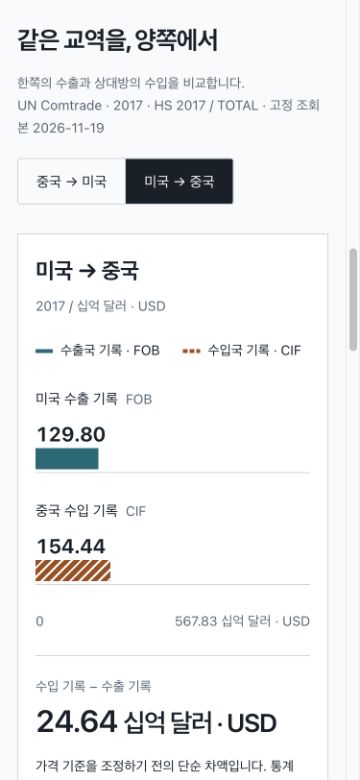 같은 교역을, 양쪽에서
한쪽의 수출과 상대방의 수입을 비교합니다.
UN Comtrade · 2017 · HS 2017 / TOTAL · 고정 조회
본 2026-11-19
중국 → 미국
미국 → 중국
미국 → 중국
2017 / 십억 달러 · USD
수출국 기록 · FOB
수입국 기록 · CIF
미국 수출 기록 FOB
129.80
중국 수입 기록 CIF
154.44
0
567.83 십억 달러 · USD
수입 기록 − 수출 기록
24.64 십억 달러 · USD
가격 기준을 조정하기 전의 단순 차액입니다. 통계